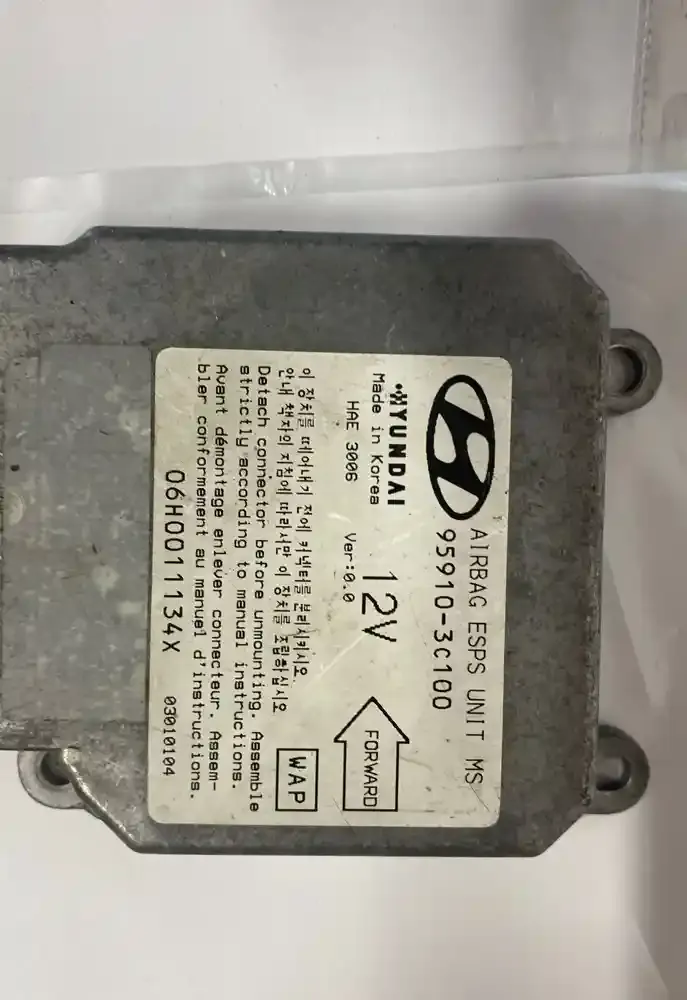 AIRBAG ESPS UNIT MS
95910-3C100
HYUNDAI
Made in Korea
HAE 3006
Ver:0.0
12V
FORWARD
이 장치를 떼어내기 전에 커넥터를 분리시키시오.
안내 책자의 지침에 따라서만 이 장치를 조립하십시오
WAP
Detach connector before unmounting. Assemble
strictly according to manual instructions.
Avant démontage enlever connecteur. Assem-
bler conformement au manuel d'instructions.
06H0011134X
03010104